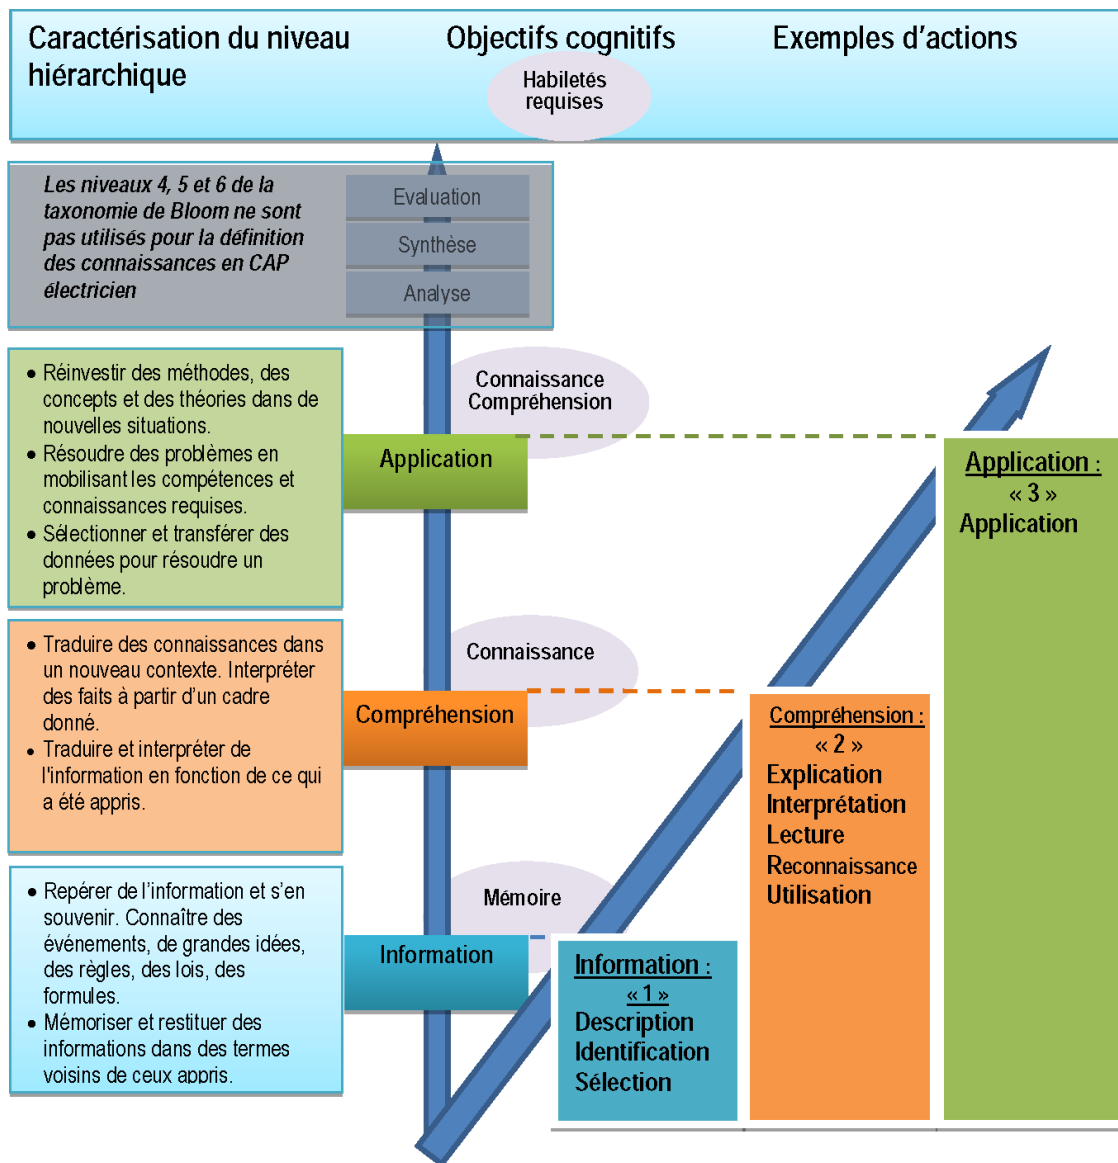 Caractérisation du niveau
hiérarchique
Objectifs cognitifs
Exemples d’actions
Habiletés
requises
Les niveaux 4, 5 et 6 de la
taxonomie de Bloom ne sont
pas utilisés pour la définition
des connaissances en CAP
électricien
Evaluation
Synthèse
Analyse
• Réinvestir des méthodes, des
concepts et des théories dans de
nouvelles situations.
• Résoudre des problèmes en
mobilisant les compétences et
connaissances requises.
• Sélectionner et transférer des
données pour résoudre un
problème.
Connaissance
Compréhension
Application
Application :
« 3 »
Application
• Traduire des connaissances dans
un nouveau contexte. Interpréter
des faits à partir d’un cadre
donné.
• Traduire et interpréter de
l'information en fonction de ce qui
a été appris.
Connaissance
Compréhension
Compréhension :
« 2 »
Explication
Interprétation
Lecture
Reconnaissance
Utilisation
• Repérer de l’information et s’en
souvenir. Connaître des
événements, de grandes idées,
des règles, des lois, des
formules.
• Mémoriser et restituer des
informations dans des termes
voisins de ceux appris.
Mémoire
Information
Information :
« 1 »
Description
Identification
Sélection